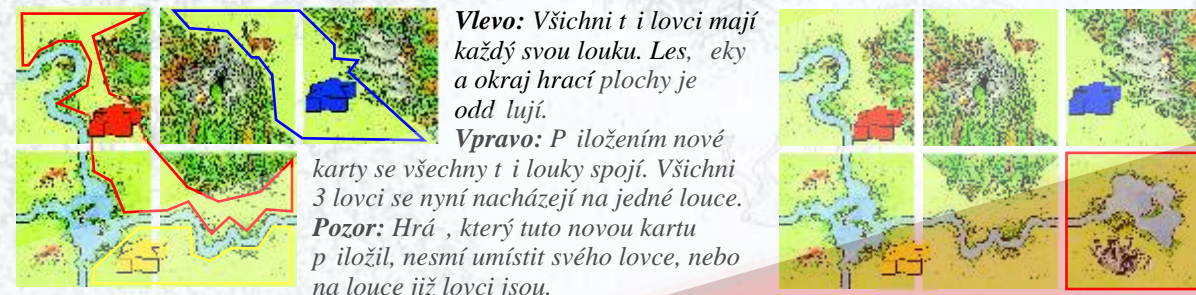 Vlevo: Všichni t i lovci mají
každý svou louku. Les, eky
a okraj hrací plochy je
odd lují.
Vpravo: P iložením nové
karty se všechny t i louky spojí. Všichni
3 lovci se nyní nacházejí na jedné louce.
Pozor: Hrá , který tuto novou kartu
p iložil, nesmí umístit svého lovce, nebo
na louce již lovci jsou.